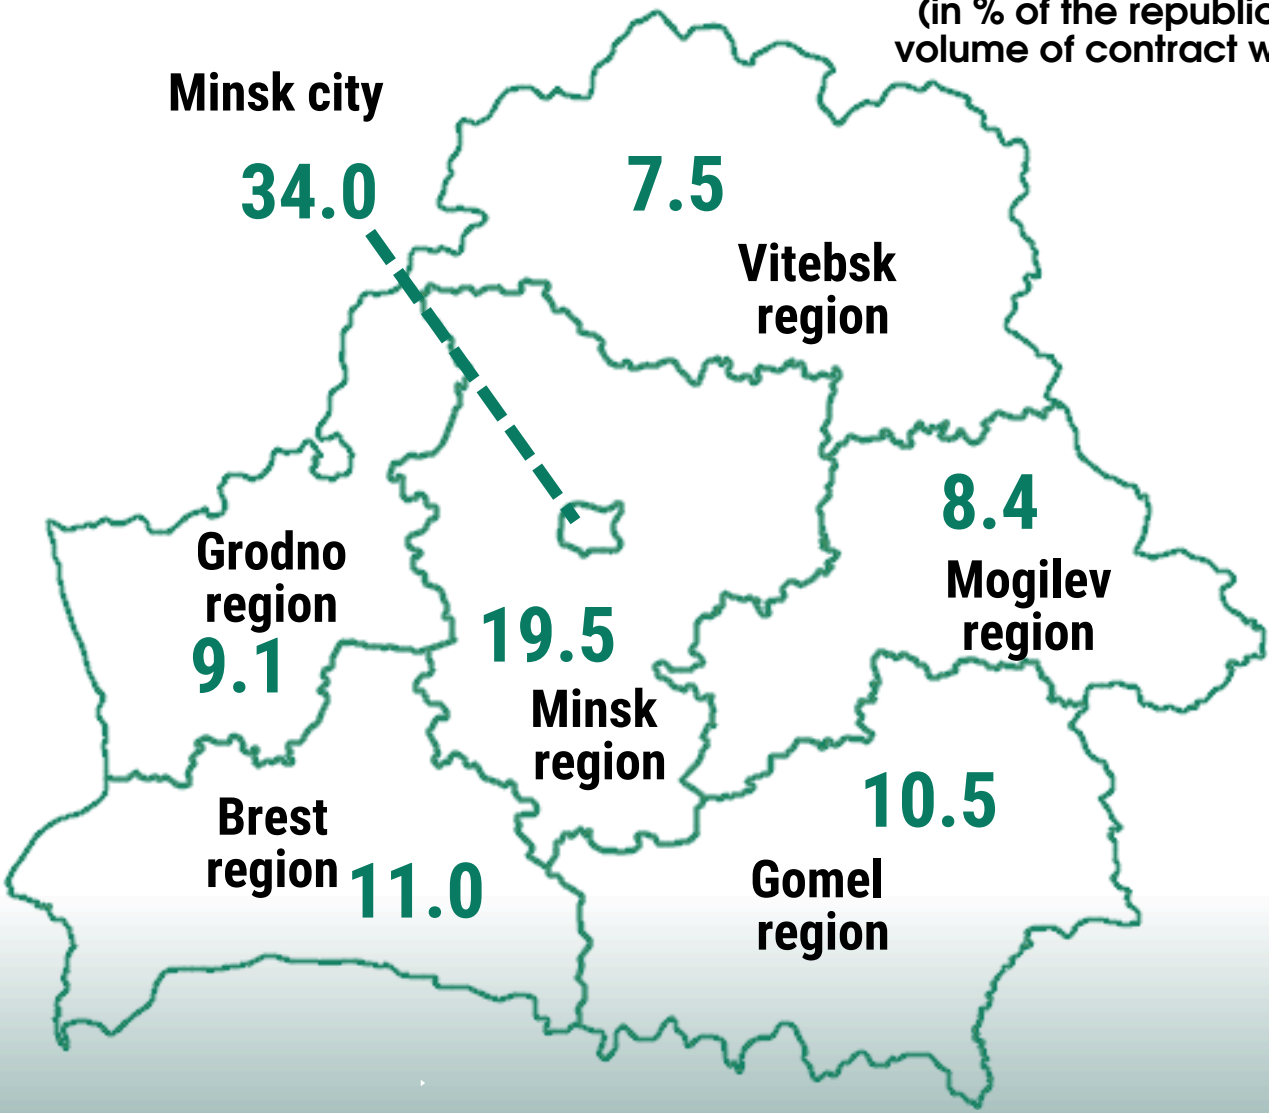 (in % of the republic
volume of contract w
Minsk city
34.0
7.5
Vitebsk
region
8.4
Mogilev
region
Grodno
region
9.1
19.5
Minsk
region
10.5
Gomel
region
Brest
region
11.0